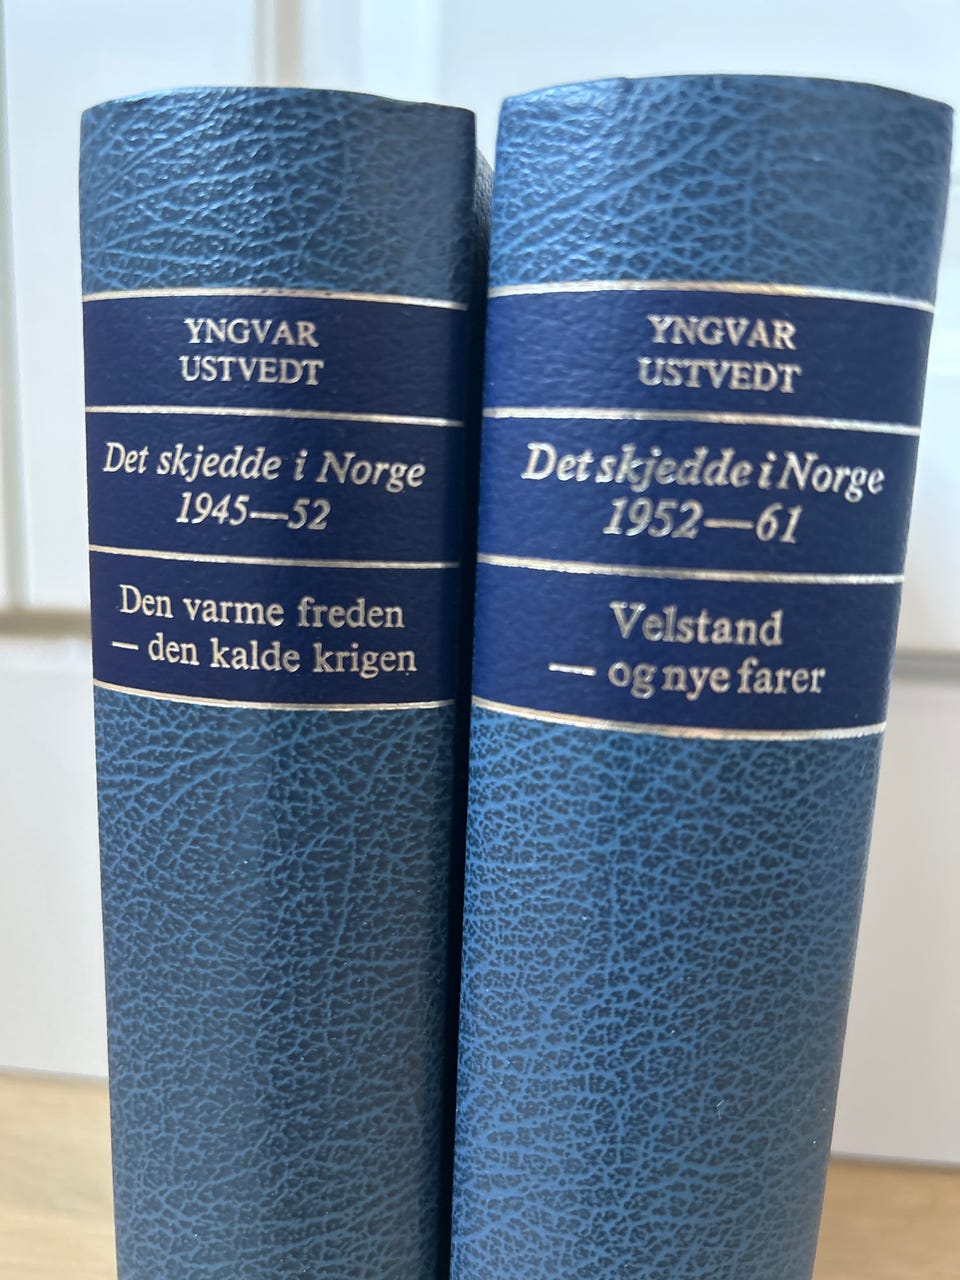 YNGVAR
USTVEDT
Det skjedde i Norge
1945—52
Den varme freden
— den kalde krigen
YNGVAR
USTVEDT
Det skjedde i Norge
1952—61
Velstand
— og nye farer